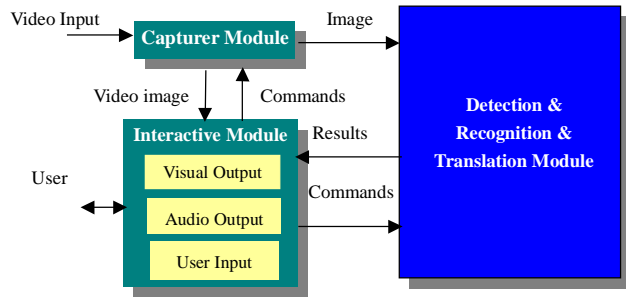 Video Input
Capturer Module
Image
Video image
Commands
Detection &
Recognition &
Translation Module
Interactive Module
Results
Visual Output
User
Commands
Audio Output
User Input